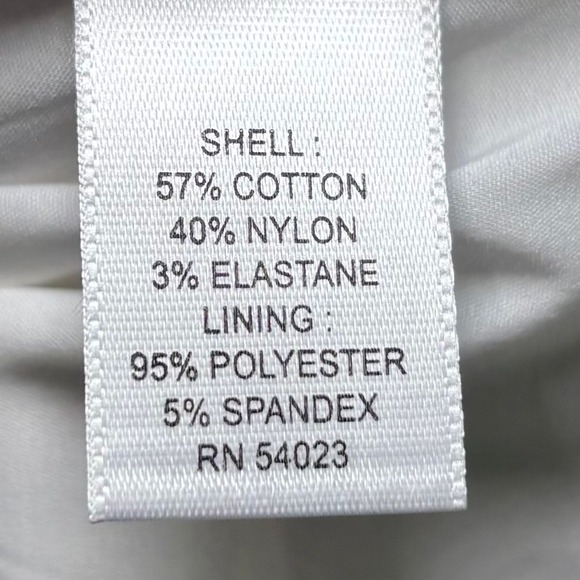 SHELL :
57% COTTON
40% NYLON
3% ELASTANE
LINING :
95% POLYESTER
5% SPANDEX
RN 54023